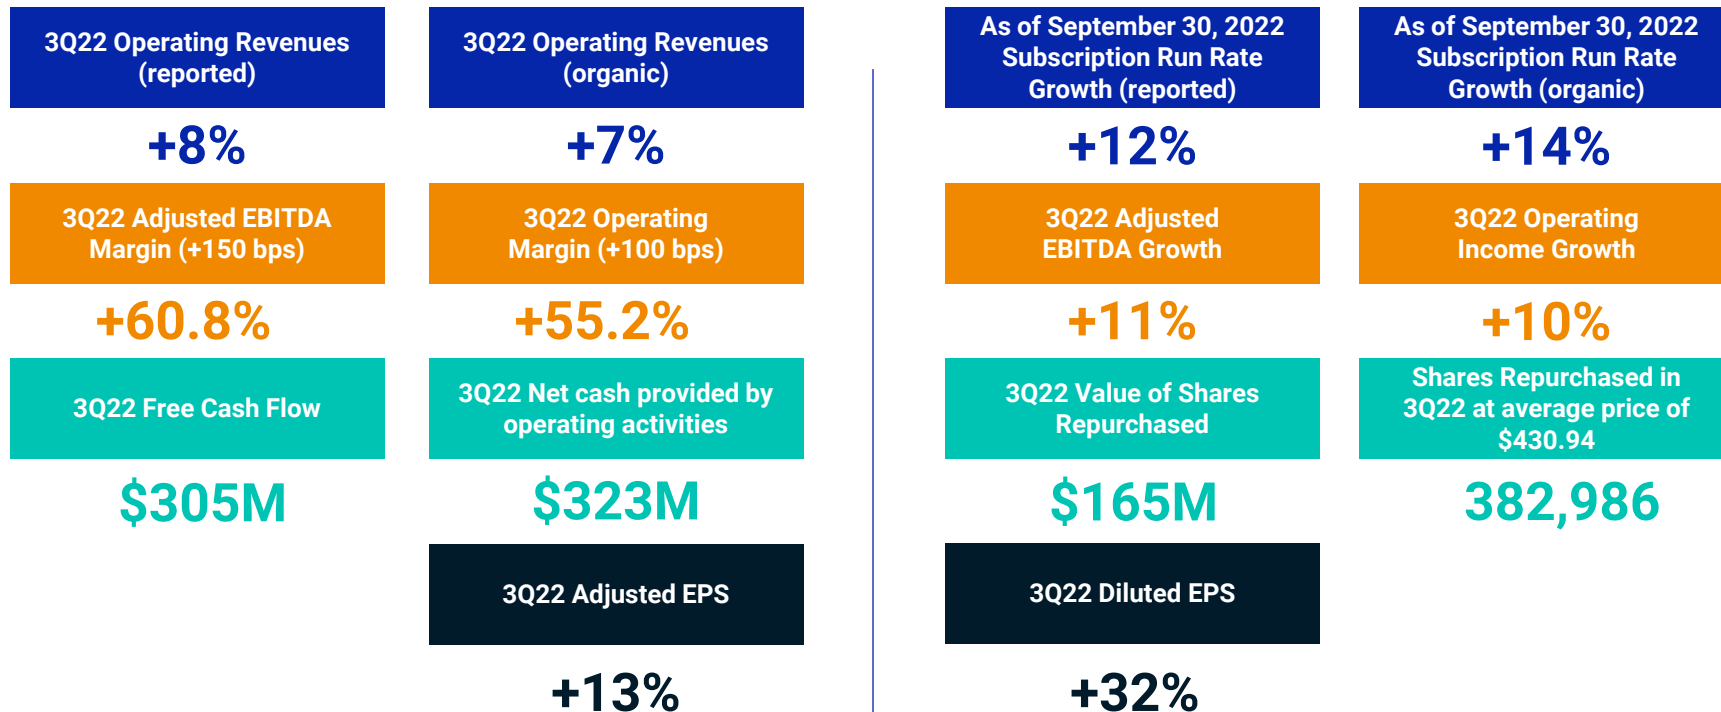 3Q22 Operating Revenues
(reported)
+8%
3Q22 Operating Revenues
(organic)
+7%
As of September 30, 2022
Subscription Run Rate
Growth (reported)
+12%
As of September 30, 2022
Subscription Run Rate
Growth (organic)
+14%
3Q22 Adjusted EBITDA
Margin (+150 bps)
+60.8%
3Q22 Operating
Margin (+100 bps)
+55.2%
3Q22 Adjusted
EBITDA Growth
+11%
3Q22 Operating
Income Growth
+10%
3Q22 Free Cash Flow
$305M
3Q22 Net cash provided by
operating activities
$323M
3Q22 Value of Shares
Repurchased
$165M
Shares Repurchased in
3Q22 at average price of
$430.94
382,986
3Q22 Adjusted EPS
+13%
3Q22 Diluted EPS
+32%